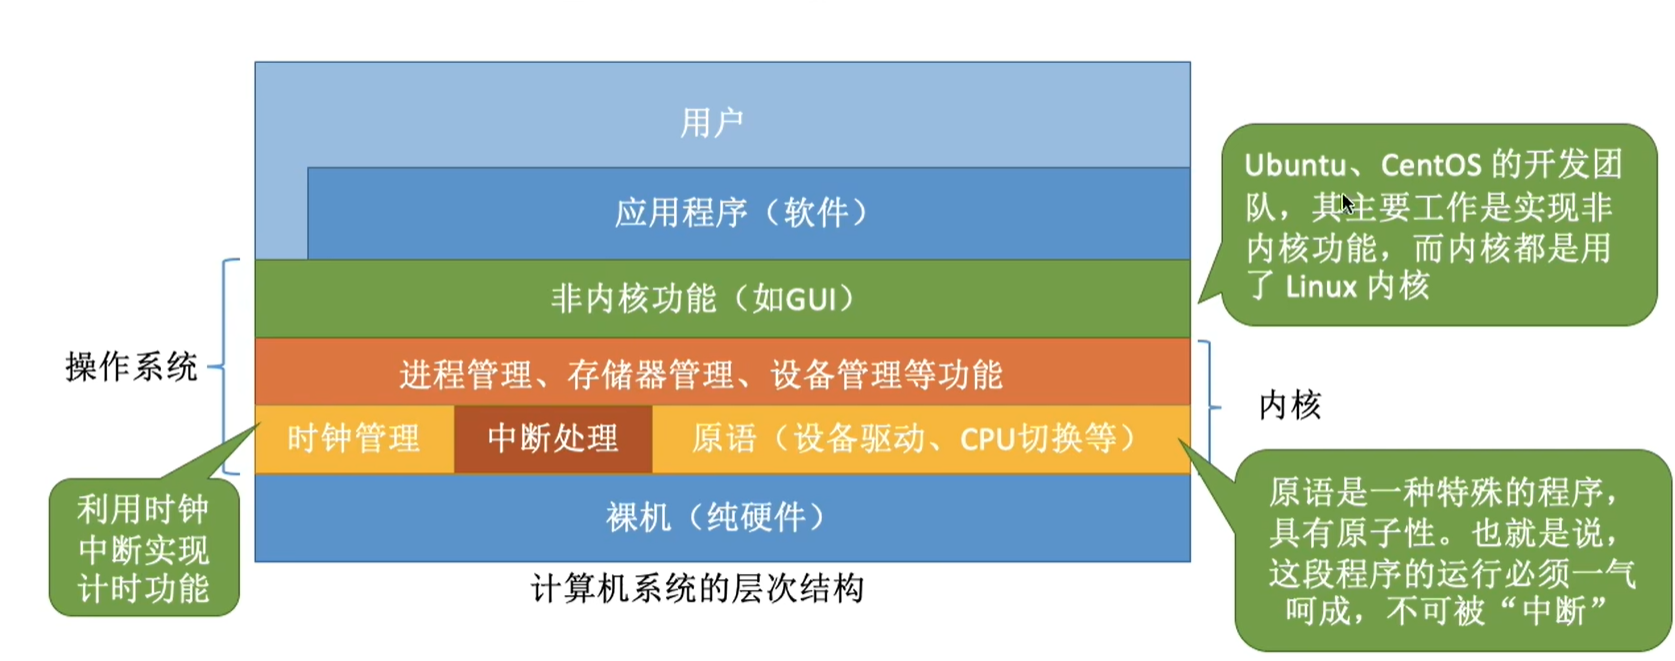 用户
应用程序（软件）
非内核功能（如GUI）
进程管理、存储器管理、设备管理等功能
时钟管理
中断处理
原语（设备驱动、CPU切换等）
裸机（纯硬件）
计算机系统的层次结构
操作系统
内核
利用时钟
中断实现
计时功能
Ubuntu、CentOS 的开发团
队，其主要工作是实现非
内核功能，而内核都是用
了 Linux 内核
原语是一种特殊的程序，
具有原子性。也就是说，
这段程序的运行必须一气
呵成，不可被“中断”